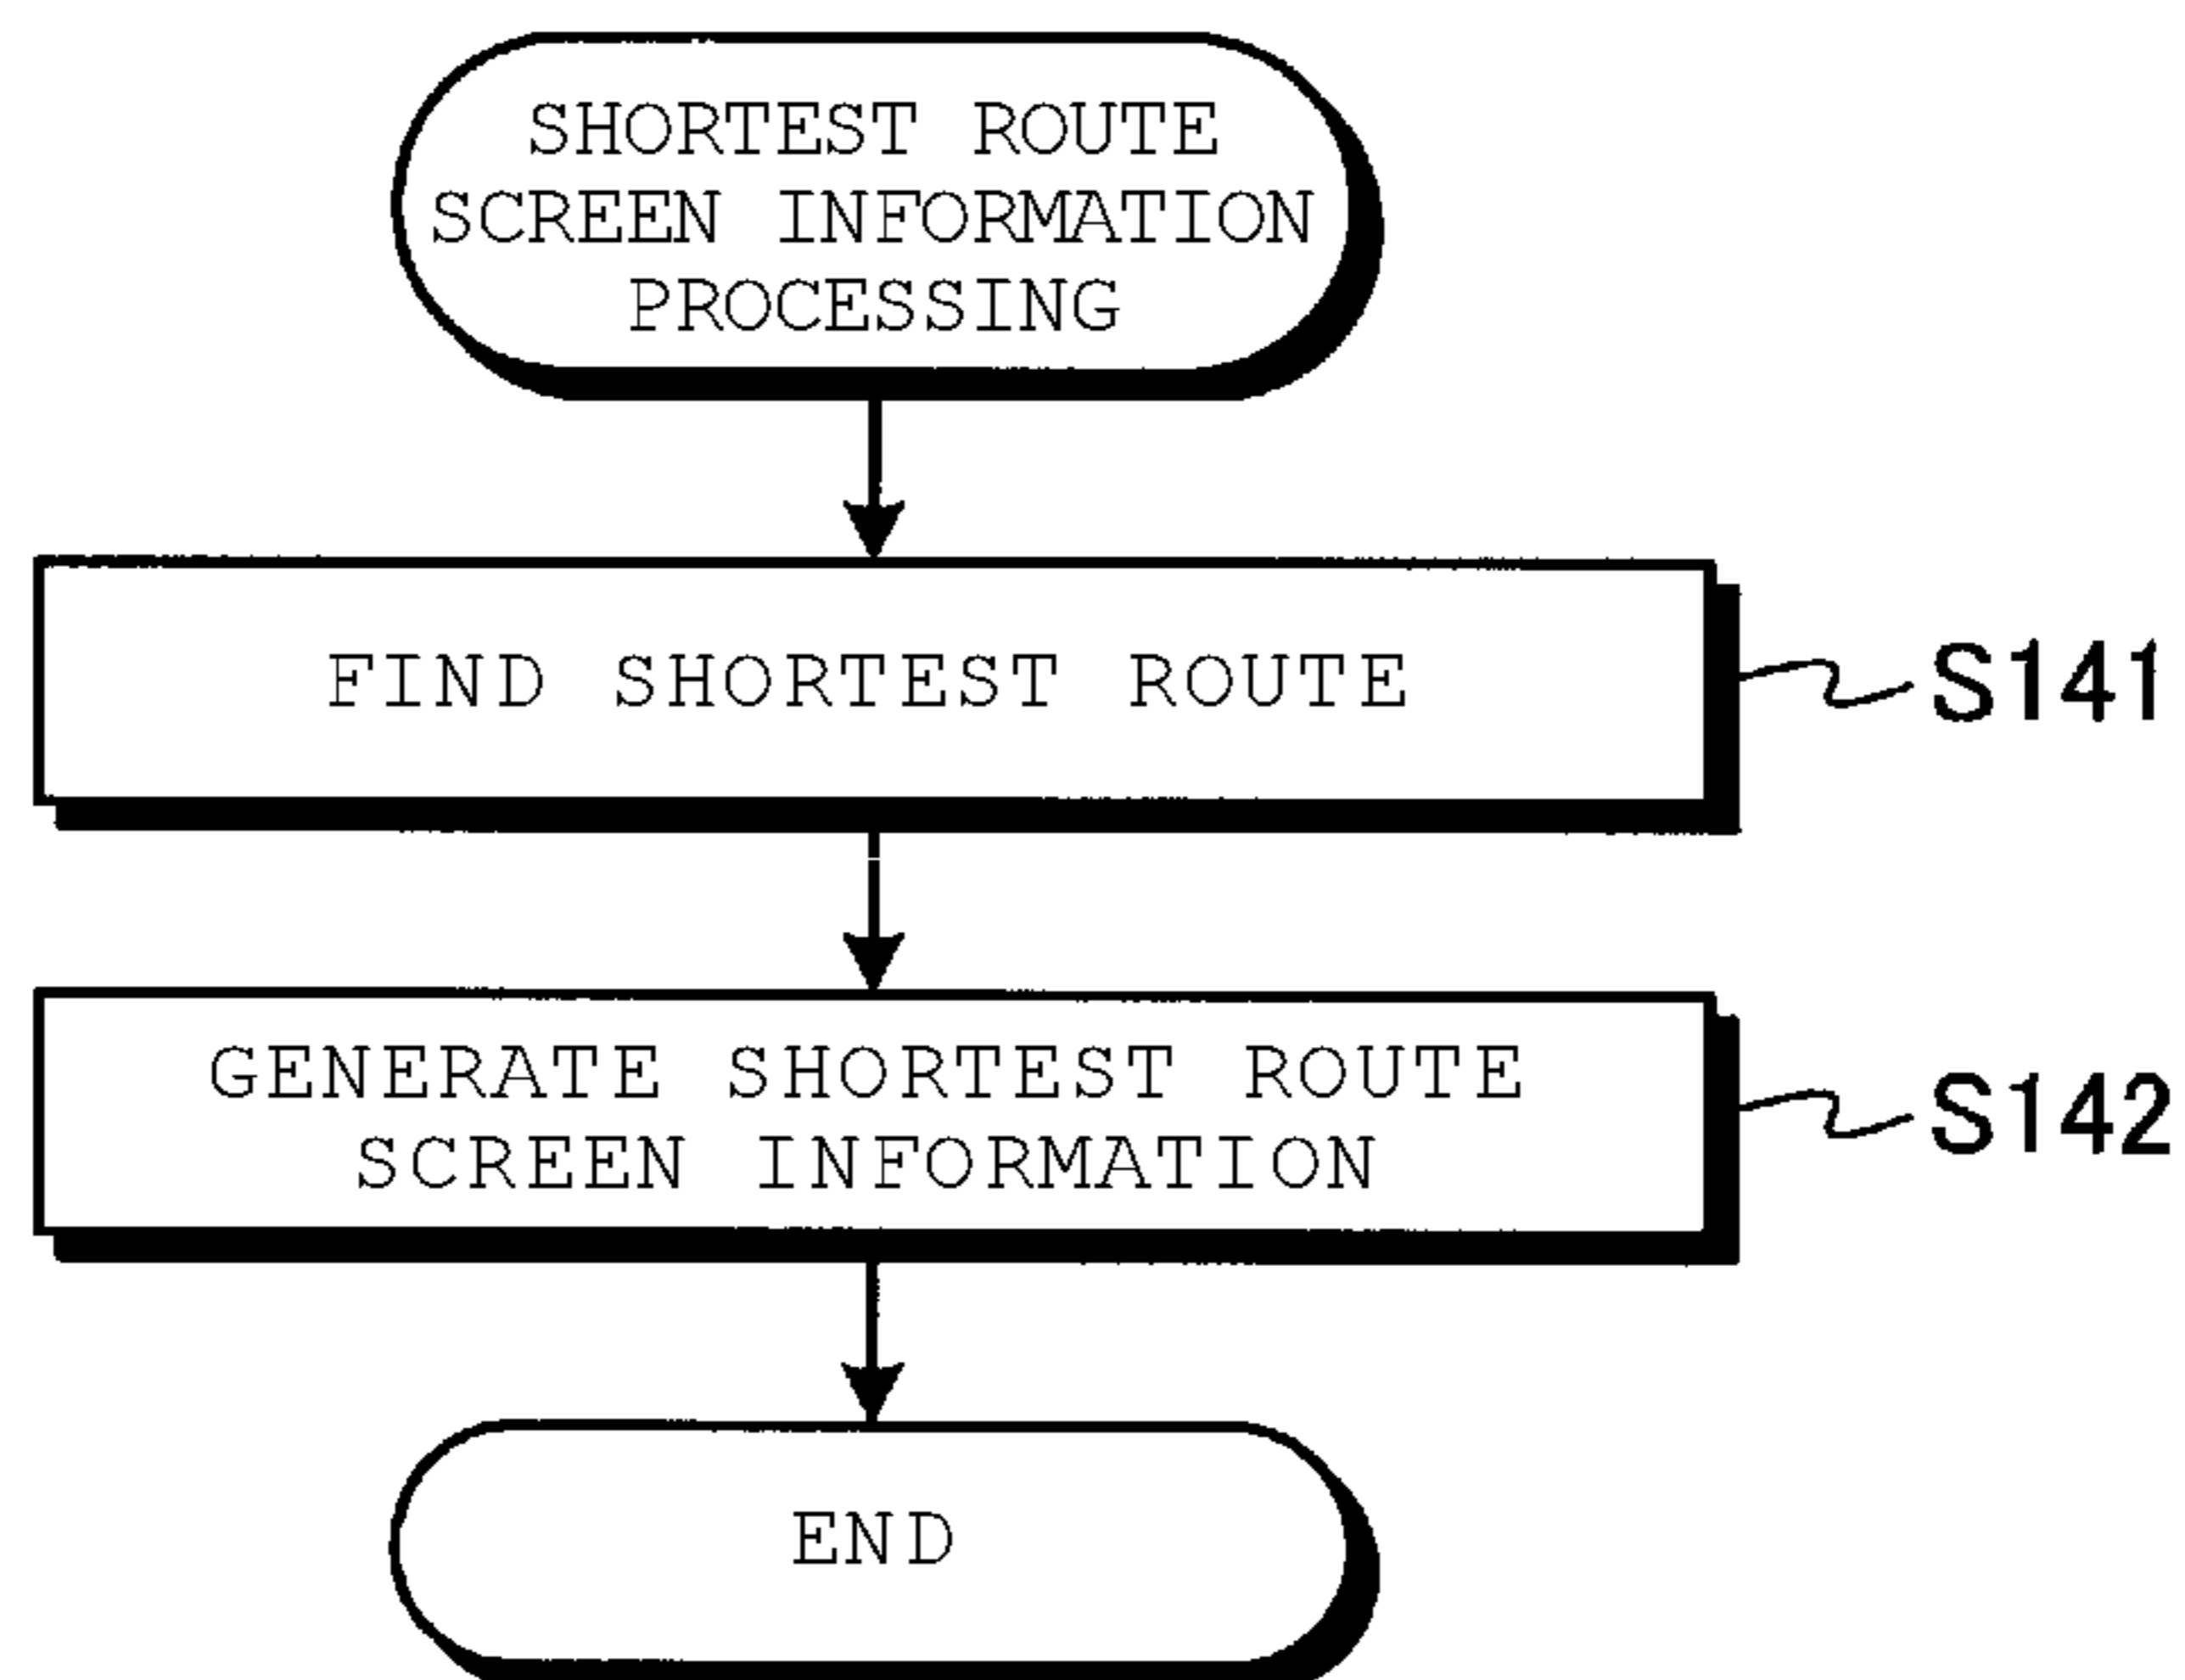 SHORTEST ROUTE
SCREEN INFORMATION
PROCESSING
FIND SHORTEST ROUTE
S141
GENERATE SHORTEST ROUTE
SCREEN INFORMATION
S142
END